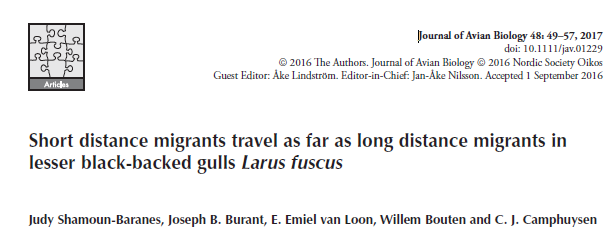 Journal of Avian Biology 48: 49–57, 2017
doi: 10.1111/jav.01229
© 2016 The Authors. Journal of Avian Biology © 2016 Nordic Society Oikos
Guest Editor: Åke Lindström. Editor-in-Chief: Jan-Åke Nilsson. Accepted 1 September 2016
Articles
Short distance migrants travel as far as long distance migrants in
lesser black-backed gulls Larus fuscus
Judy Shamoun-Baranes, Joseph B. Burant, E. Emiel van Loon, Willem Bouten and C. J. Camphuysen